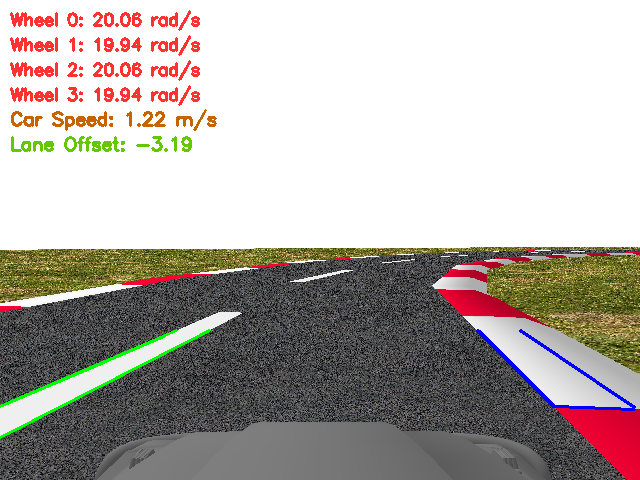 Wheel 0: 20.06 rad/s
Wheel 1: 19.94 rad/s
Wheel 2: 20.06 rad/s
Wheel 3: 19.94 rad/s
Car Speed: 1.22 m/s
Lane Offset: -3.19